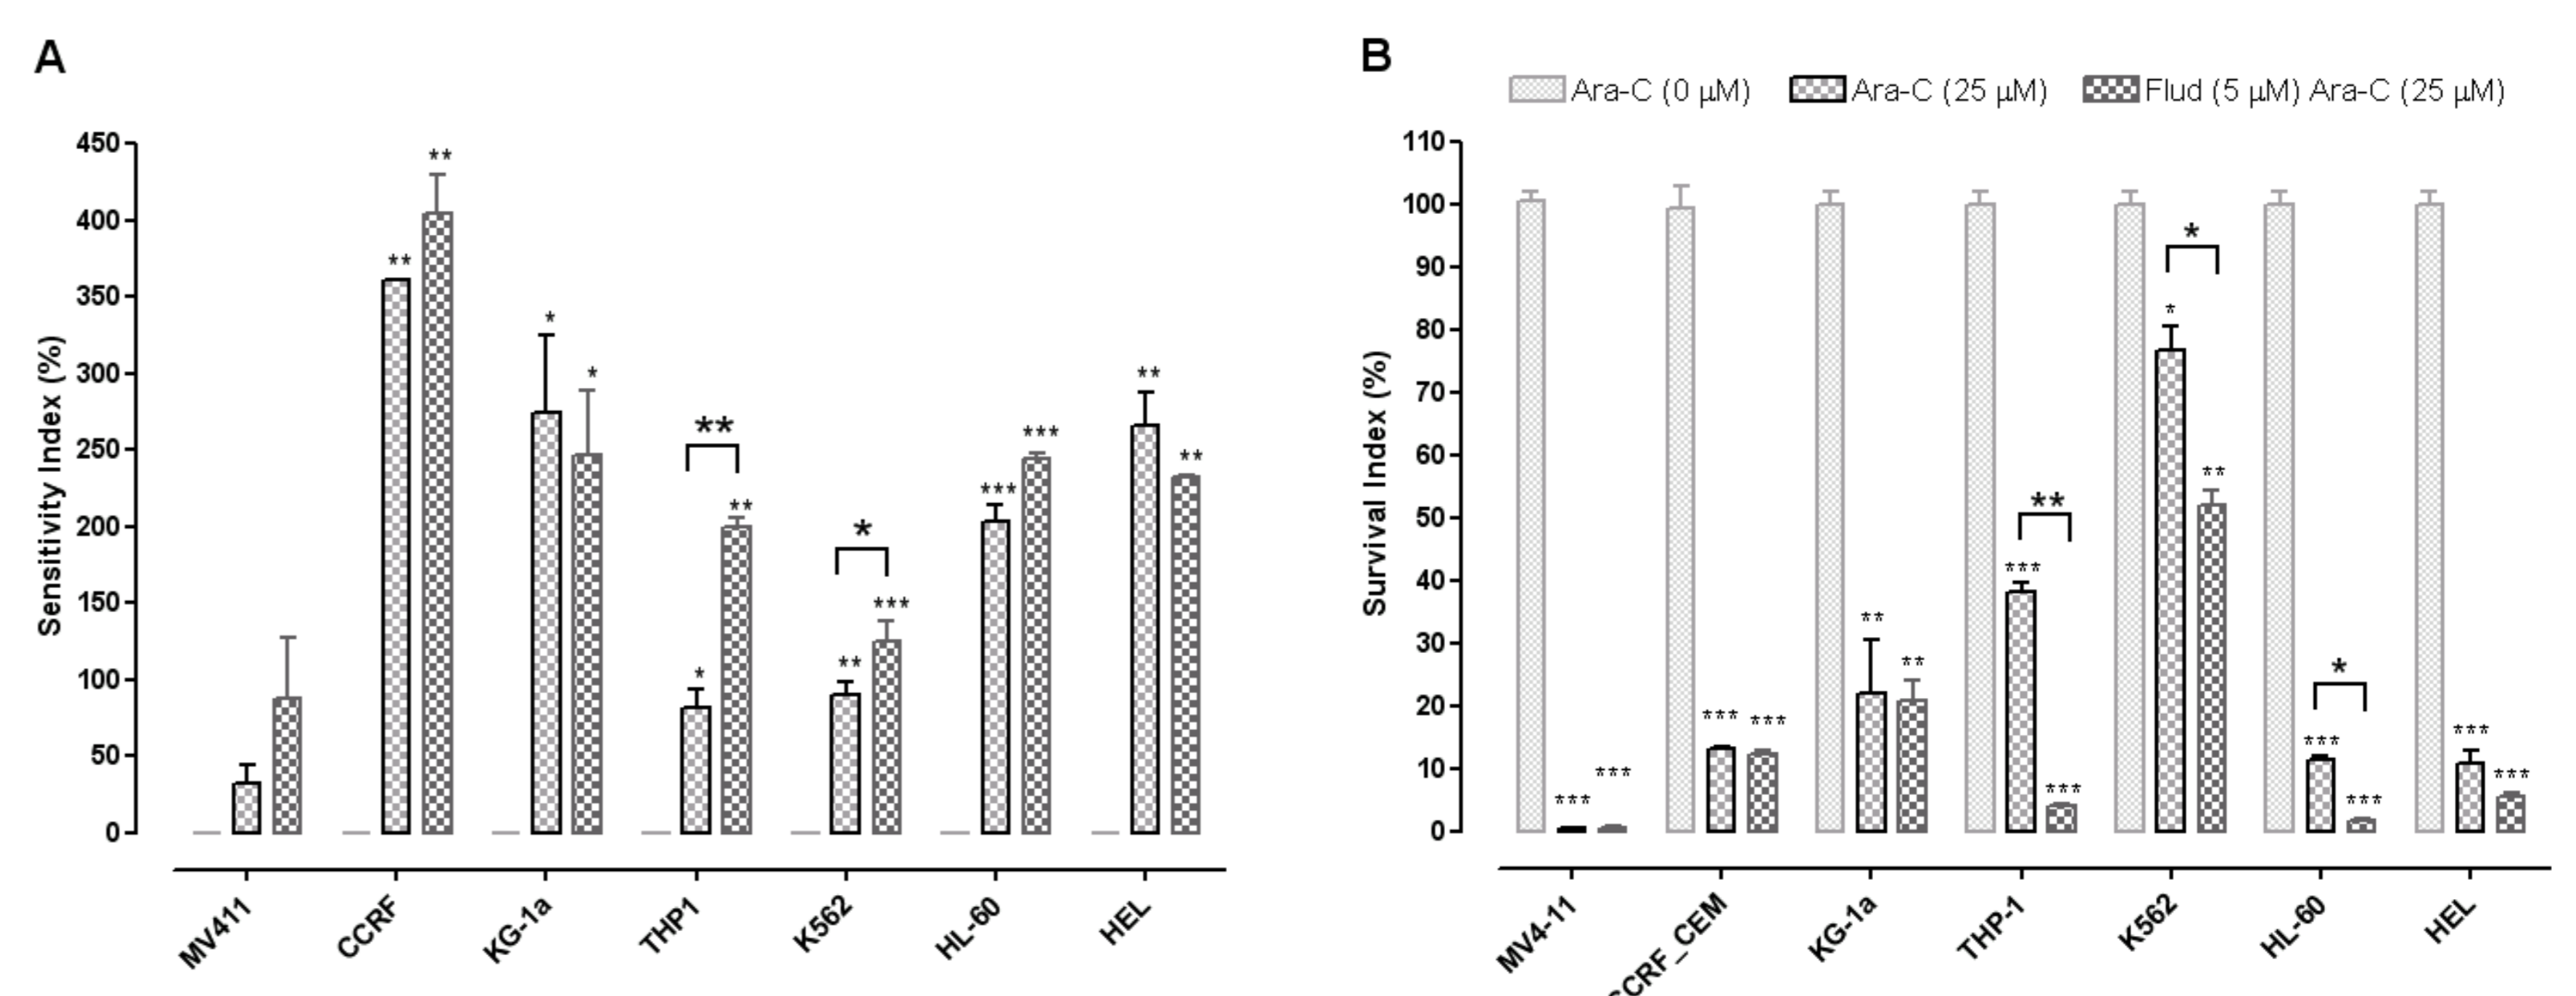 A
Sensitivity Index (%)
450
400
350
300
250
200
150
100
50
0
**
**
*
*
**
*
**
*
**
***
***
***
**
**
MV411
CCRF
KG-1a
THP1
K562
HL-60
HEL
B
Ara-C (0 μM) Ara-C (25 μM) Flud (5 μM) Ara-C (25 μM)
Survival Index (%)
110
100
90
80
70
60
50
40
30
20
10
0
***
***
***
***
**
**
**
***
***
*
*
**
*
***
***
***
***
MV4-11
CCRF_CEM
KG-1a
THP-1
K562
HL-60
HEL